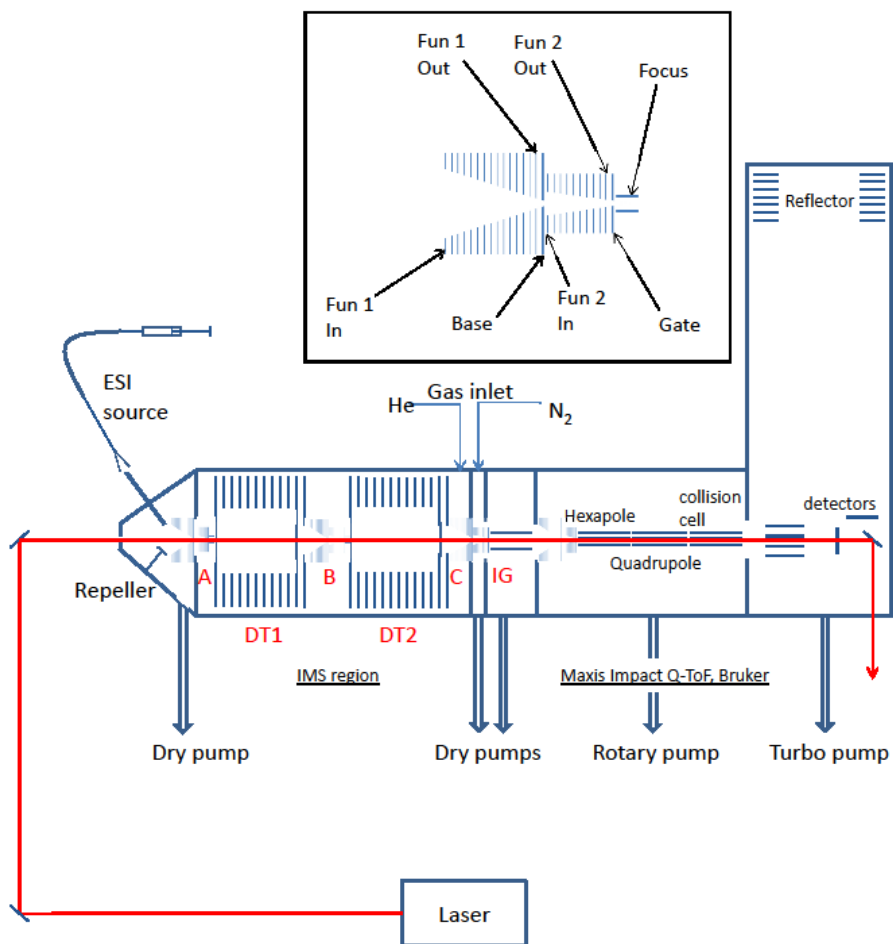 Fun 1
Out
Fun 2
Out
Focus
Fun 1
In
Base
Fun 2
In
Gate
Reflector
ESI
source
Gas inlet
He
N2
Hexapole
collision
cell
detectors
Quadrupole
Repeller
A
B
C
IG
DT1
DT2
IMS region
Maxis Impact Q-ToF, Bruker
Dry pump
Dry pumps
Rotary pump
Turbo pump
Laser